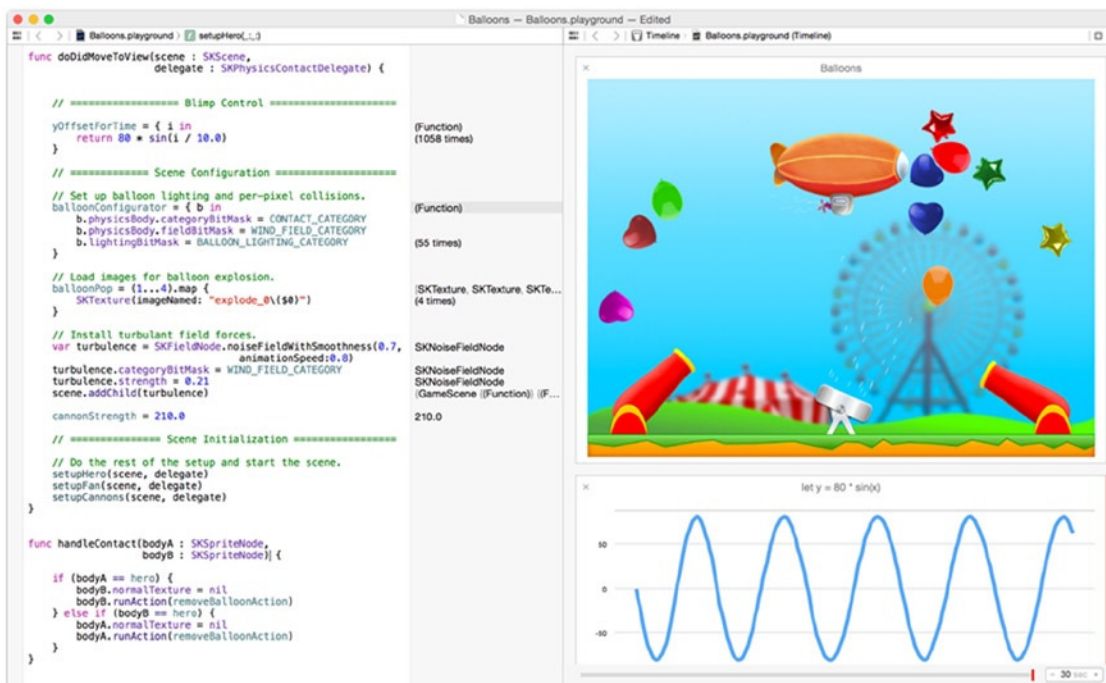 Balloons — Balloons.playground — Edited
Balloons.playground › setupHero(_:_:)
Timeline › Balloons.playground (Timeline)
func doDidMoveToView(scene : SKScene,
delegate : SKPhysicsContactDelegate) {
// ================== Blimp Control =====================
yOffsetForTime = { i in
return 80 * sin(i / 10.0)
}
// ============= Scene Configuration ====================
// Set up balloon lighting and per-pixel collisions.
balloonConfigurator = { b in
b.physicsBody.categoryBitMask = CONTACT_CATEGORY
b.physicsBody.fieldBitMask = WIND_FIELD_CATEGORY
b.lightingBitMask = BALLOON_LIGHTING_CATEGORY
}
// Load images for balloon explosion.
balloonPop = (1...4).map {
SKTexture(imageNamed: "explode_0\($0)")
}
// Install turbulant field forces.
var turbulence = SKFieldNode.noiseFieldWithSmoothness(0.7,
animationSpeed:0.8)
turbulence.categoryBitMask = WIND_FIELD_CATEGORY
turbulence.strength = 0.21
scene.addChild(turbulence)
cannonStrength = 210.0
// =============== Scene Initialization =================
// Do the rest of the setup and start the scene.
setupHero(scene, delegate)
setupFan(scene, delegate)
setupCannons(scene, delegate)
}
func handleContact(bodyA : SKSpriteNode,
bodyB : SKSpriteNode) {
if (bodyA == hero) {
bodyB.normalTexture = nil
bodyB.runAction(removeBalloonAction)
} else if (bodyB == hero) {
bodyA.normalTexture = nil
bodyA.runAction(removeBalloonAction)
}
}
(Function)
(1058 times)
(Function)
(55 times)
[SKTexture, SKTexture, SKTe...
(4 times)
SKNoiseFieldNode
SKNoiseFieldNode
SKNoiseFieldNode
{GameScene {(Function)} {(F...
210.0
Balloons
let y = 80 * sin(x)
50
0
-50
- 30 sec +